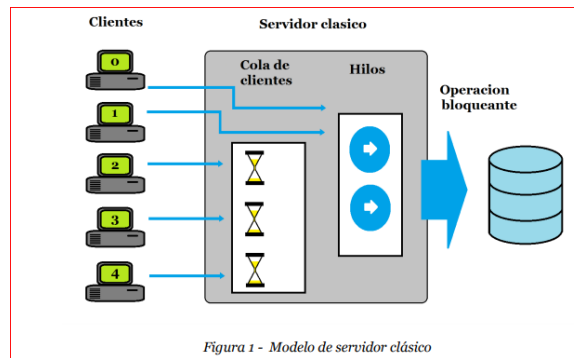 Clientes
Servidor clasico
0
1
2
3
4
Cola de
clientes
Hilos
Operacion
bloqueante
Figura 1 - Modelo de servidor clásico